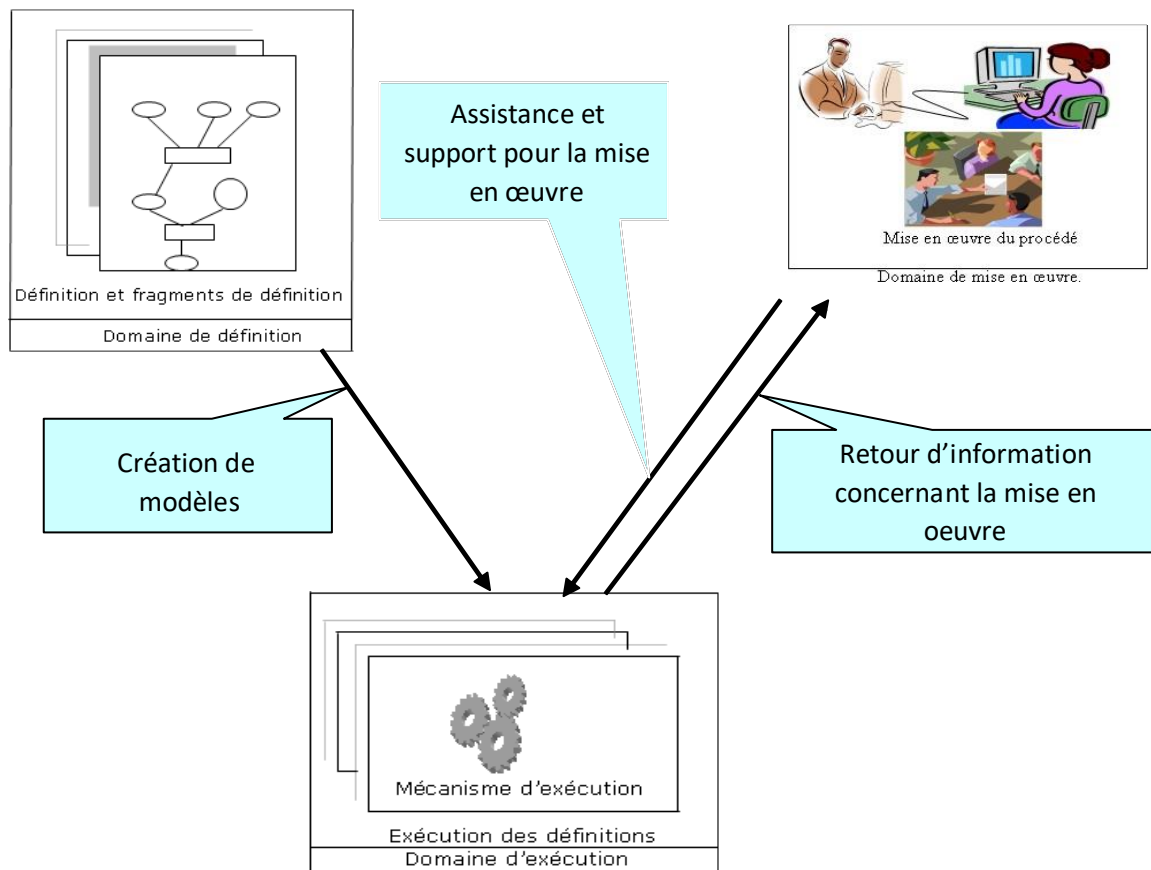 Définition et fragments de définition
Domaine de définition
Assistance et
support pour la mise
en œuvre
Mise en œuvre du procédé
Domaine de mise en œuvre.
Création de
modèles
Retour d’information
concernant la mise en
oeuvre
Mécanisme d'exécution
Exécution des définitions
Domaine d'exécution